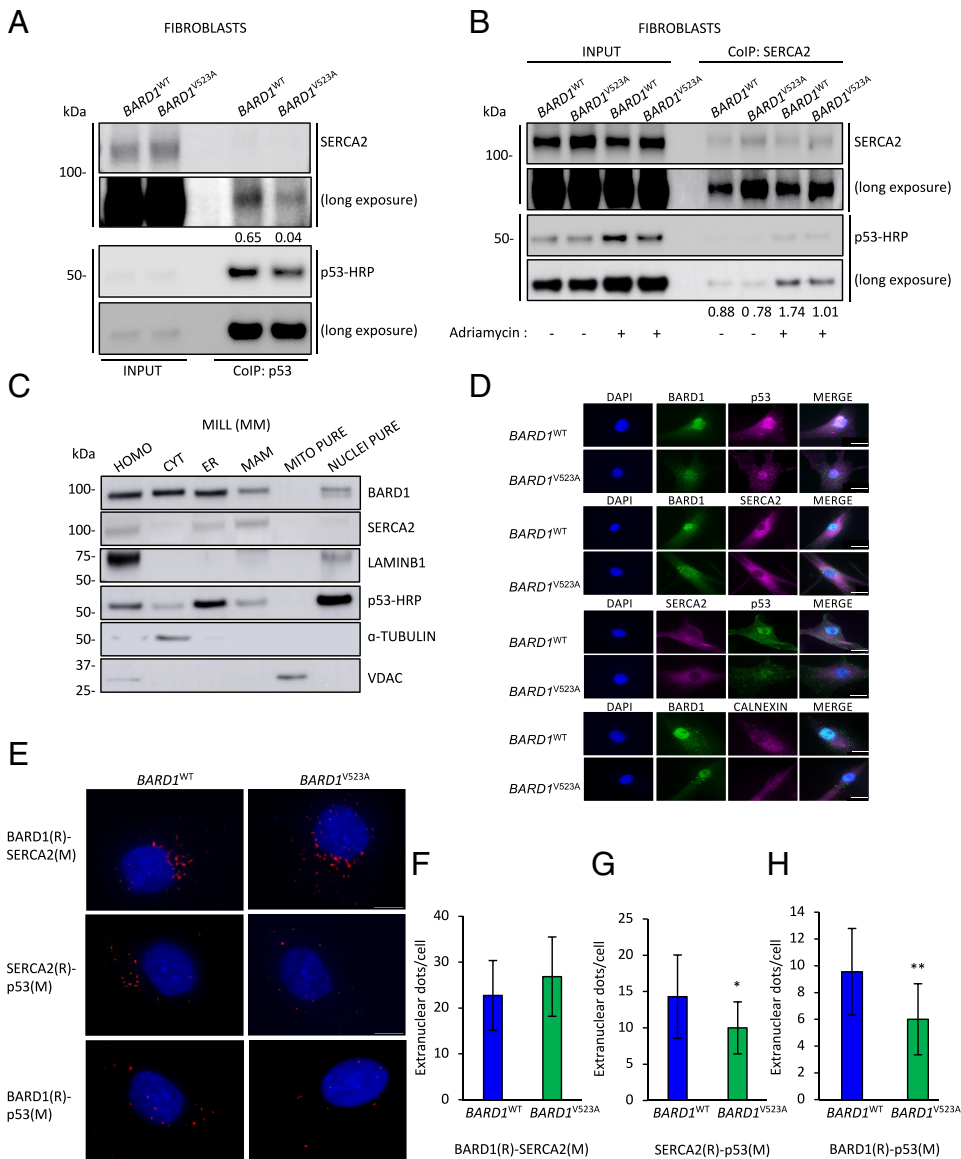 A
FIBROBLASTS
BARD1WT
BARD1V523A
BARD1WT
BARD1V523A
kDa
SERCA2
100-
(long exposure)
0.65 0.04
50-
p53-HRP
(long exposure)
INPUT CoIP: p53
B
FIBROBLASTS
INPUT CoIP: SERCA2
BARD1WT
BARD1V523A
BARD1WT
BARD1V523A
BARD1WT
BARD1V523A
BARD1WT
BARD1V523A
kDa
SERCA2
100-
(long exposure)
50-
p53-HRP
(long exposure)
0.88 0 .78 1.74 1.01
Adriamycin : - - + + - - + +
C
MILL (MM)
kDa
HOMO CYT ER MAM MITO PURE NUCLEI PURE
100- BARD1
100- SERCA2
75- LAMINB1
50-
50- p53-HRP
50- α-TUBULIN
37- VDAC
25-
D
DAPI BARD1 p53 MERGE
BARD1WT
BARD1V523A
DAPI BARD1 SERCA2 MERGE
BARD1WT
BARD1V523A
DAPI SERCA2 p53 MERGE
BARD1WT
BARD1V523A
DAPI BARD1 CALNEXIN MERGE
BARD1WT
BARD1V523A
E
BARD1WT BARD1V523A
BARD1(R)-
SERCA2(M)
SERCA2(R)-
p53(M)
BARD1(R)-
p53(M)
F
Extranuclear dots/cell
40
30
20
10
0
BARD1WT BARD1V523A
BARD1(R)-SERCA2(M)
G
Extranuclear dots/cell
25
20
15
10
5
0
*
BARD1WT BARD1V523A
SERCA2(R)-p53(M)
H
Extranuclear dots/cell
14
12
10
8
6
4
2
0
**
BARD1WT BARD1V523A
BARD1(R)-p53(M)